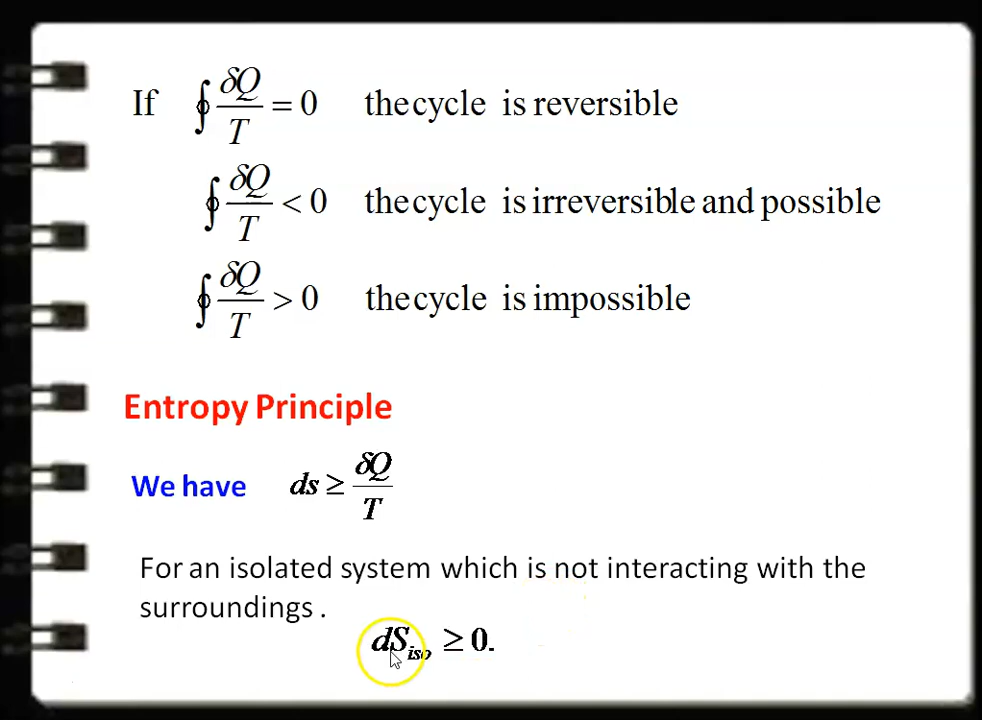 If ∮ δQ/T = 0 the cycle is reversible
∮ δQ/T < 0 the cycle is irreversible and possible
∮ δQ/T > 0 the cycle is impossible
Entropy Principle
We have ds ≥ δQ/T
For an isolated system which is not interacting with the
surroundings .
dS_iso ≥ 0.